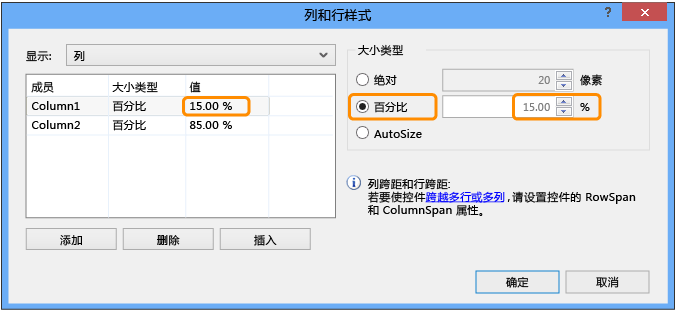 列和行样式
? ×
显示: 列
成员 大小类型 值
Column1 百分比 15.00 %
Column2 百分比 85.00 %
添加 删除 插入
大小类型
绝对 20 像素
百分比 15.00 %
AutoSize
列跨距和行跨距:
若要使控件跨越多行或多列,请设置控件的 RowSpan
和 ColumnSpan 属性。
确定 取消